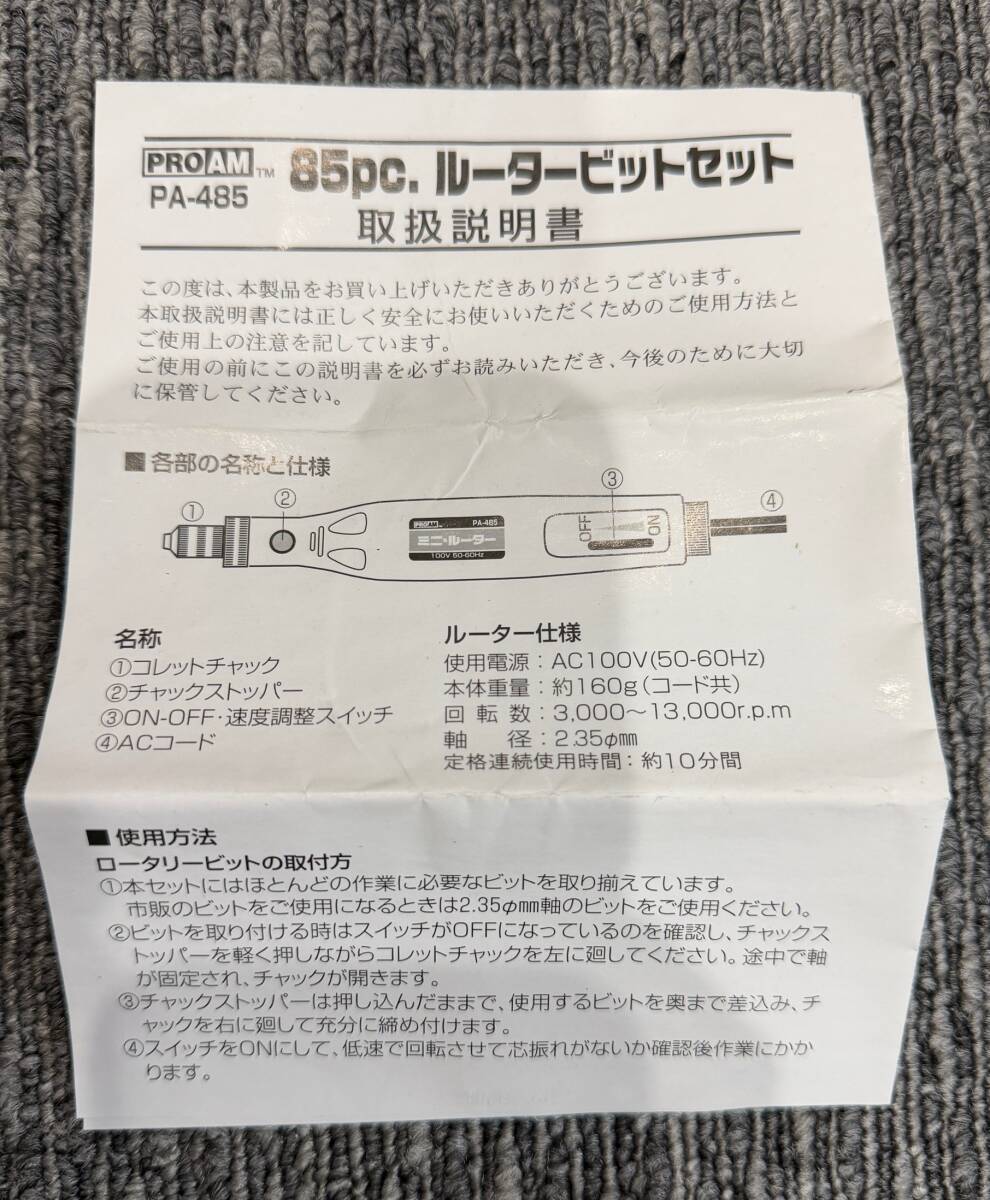 PROAM™ 85pc. ルータービットセット
PA-485
取扱説明書
この度は、本製品をお買い上げいただきありがとうございます。
本取扱説明書には正しく安全にお使いいただくためのご使用方法と
ご使用上の注意を記しています。
ご使用の前にこの説明書を必ずお読みいただき、今後のために大切
に保管してください。
■各部の名称と仕様
① ② ③ ④
PROAM™ PA-485
ミニ・ルーター
100V 50-60Hz
OFF ON
名称
①コレットチャック
②チャックストッパー
③ON-OFF・速度調整スイッチ
④ACコード
ルーター仕様
使用電源：AC100V(50-60Hz)
本体重量：約160g(コード共)
回転数：3,000～13,000r.p.m
軸　径：2.35φ㎜
定格連続使用時間：約10分間
■使用方法
ロータリービットの取付方
①本セットにはほとんどの作業に必要なビットを取り揃えています。
市販のビットをご使用になるときは2.35φ㎜軸のビットをご使用ください。
②ビットを取り付ける時はスイッチがOFFになっているのを確認し、チャックス
トッパーを軽く押しながらコレットチャックを左に廻してください。途中で軸
が固定され、チャックが開きます。
③チャックストッパーは押し込んだままで、使用するビットを奥まで差込み、チ
ャックを右に廻して充分に締め付けます。
④スイッチをONにして、低速で回転させて芯振れがないか確認後作業にかか
ります。